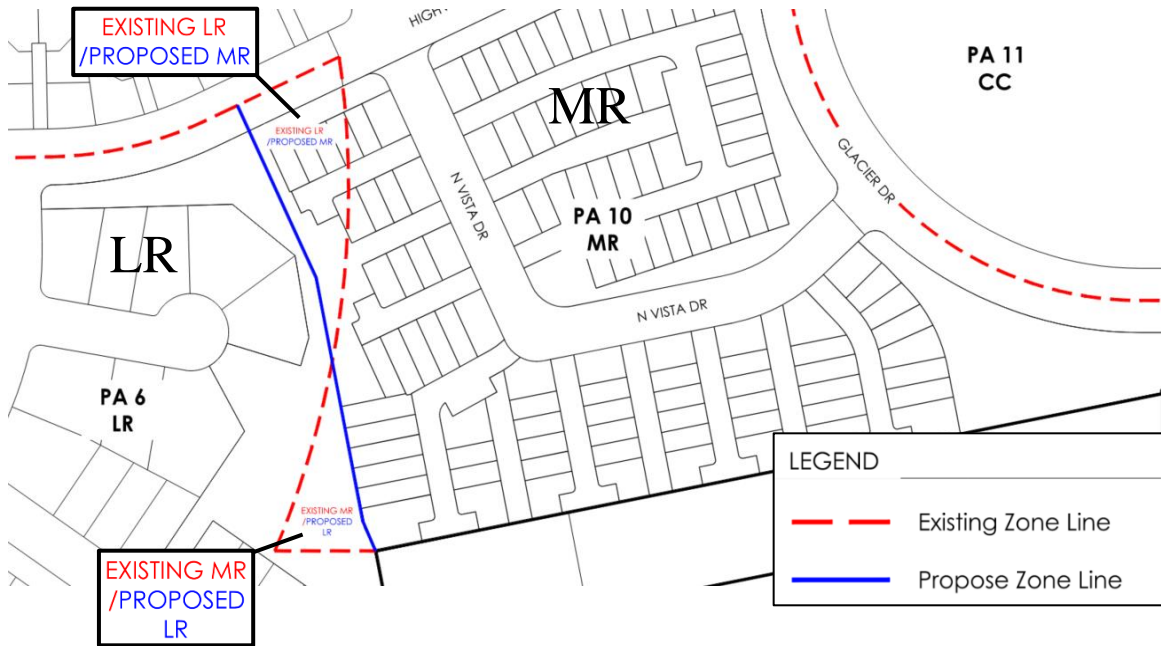 EXISTING LR
/PROPOSED MR
HIGH
PA 11
CC
MR
EXISTING LR
/PROPOSED MR
GLACIER DR
N VISTA DR
PA 10
MR
LR
N VISTA DR
PA 6
LR
LEGEND
Existing Zone Line
Propose Zone Line
EXISTING MR
/PROPOSED
LR
EXISTING MR
/PROPOSED
LR